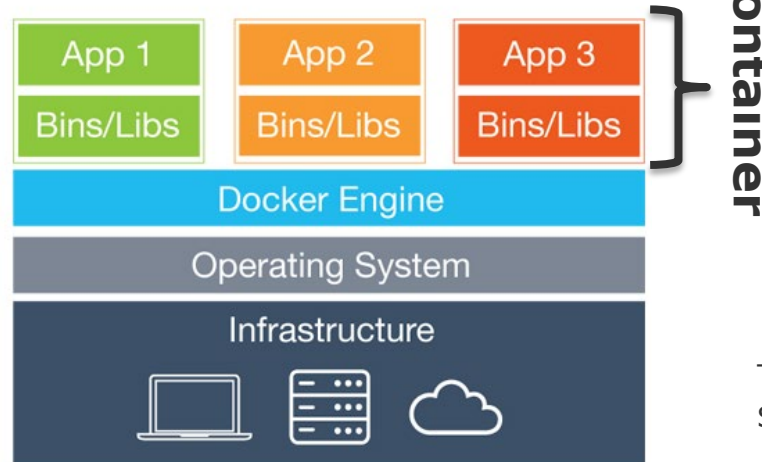 App 1 App 2 App 3
Bins/Libs Bins/Libs Bins/Libs
Docker Engine
Operating System
Infrastructure
ontainer